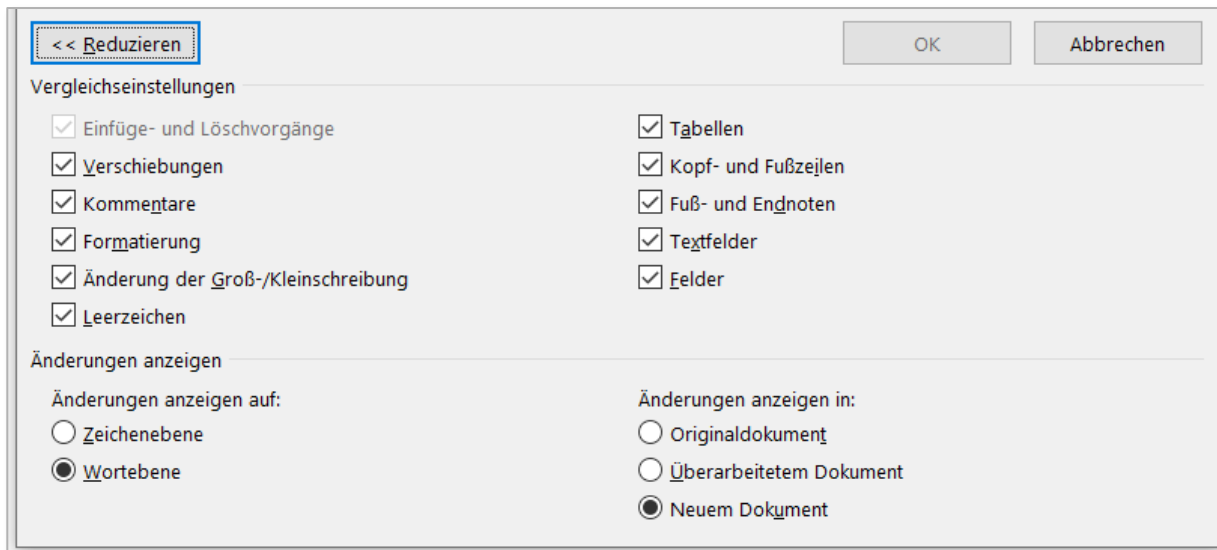 << Reduzieren
OK
Abbrechen
Vergleichseinstellungen
Einfüge- und Löschvorgänge
Verschiebungen
Kommentare
Formatierung
Änderung der Groß-/Kleinschreibung
Leerzeichen
Tabellen
Kopf- und Fußzeilen
Fuß- und Endnoten
Textfelder
Felder
Änderungen anzeigen
Änderungen anzeigen auf:
Zeichenebene
Wortebene
Änderungen anzeigen in:
Originaldokument
Überarbeitetem Dokument
Neuem Dokument